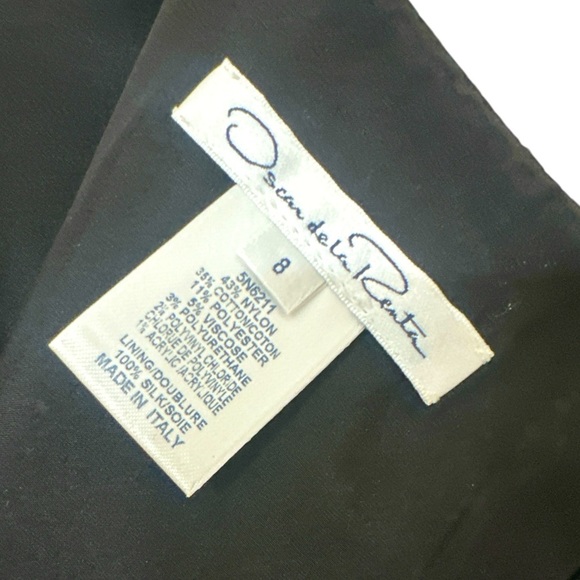 Oscar de la Renta
8
5N6211
43% NYLON
35% COTTON/COTON
11% POLYESTER
5% VISCOSE
3% POLYURETHANE
2% POLYVINYL CHLORIDE
CHLORURE DE POLYVINYLE
1% ACRYLIC/ACRYLIQUE
LINING/DOUBLURE
100% SILK/SOIE
MADE IN ITALY